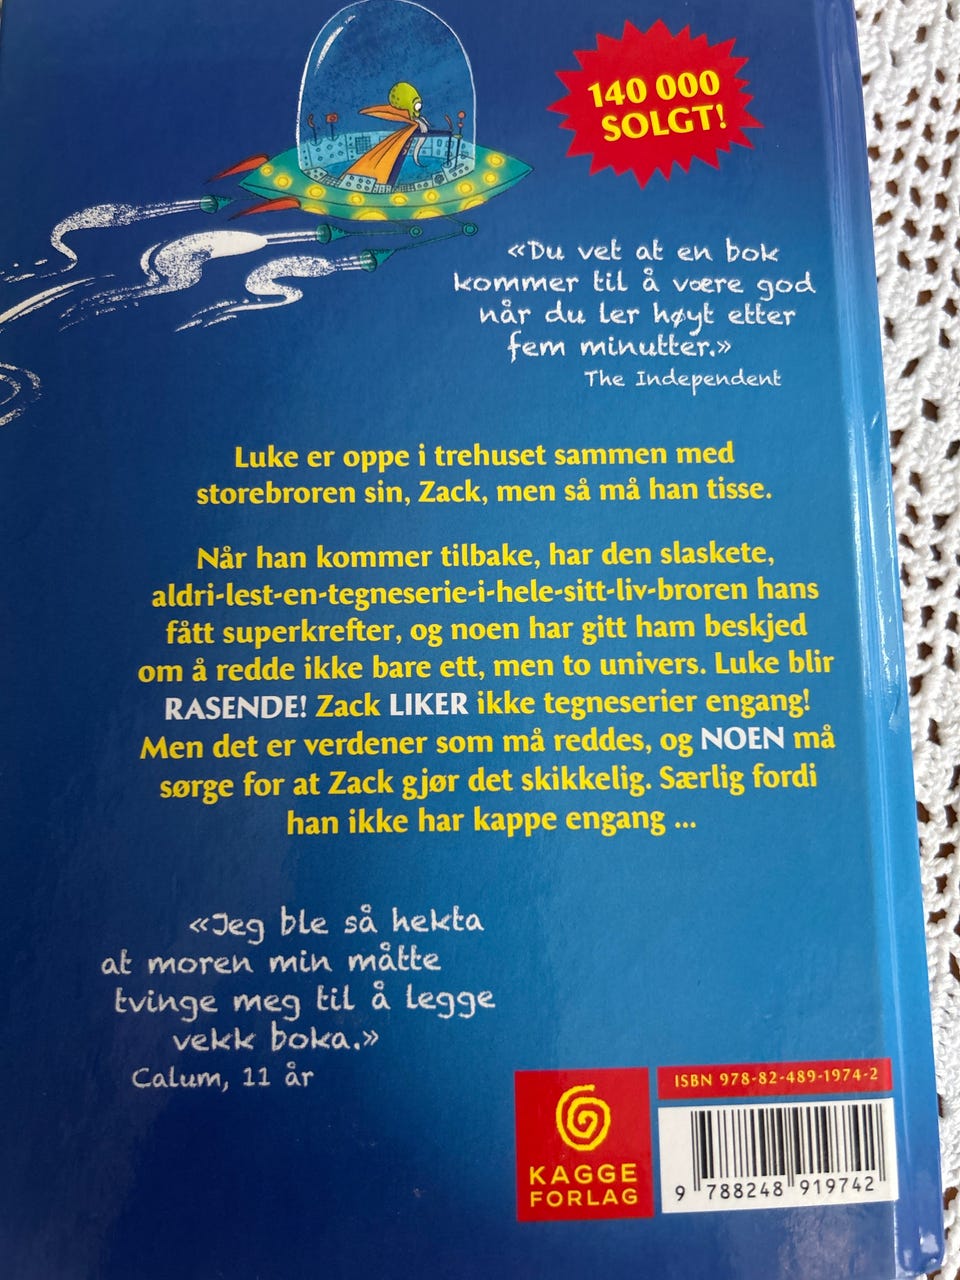 140 000
SOLGT!
«Du vet at en bok
kommer til å være god
når du ler høyt etter
fem minutter.»
The Independent
Luke er oppe i trehuset sammen med
storebroren sin, Zack, men så må han tisse.
Når han kommer tilbake, har den slaskete,
aldri-lest-en-tegneserie-i-hele-sitt-liv-broren hans
fått superkrefter, og noen har gitt ham beskjed
om å redde ikke bare ett, men to univers. Luke blir
RASENDE! Zack LIKER ikke tegneserier engang!
Men det er verdener som må reddes, og NOEN må
sørge for at Zack gjør det skikkelig. Særlig fordi
han ikke har kappe engang ...
«Jeg ble så hekta
at moren min måtte
tvinge meg til å legge
vekk boka.»
Calum, 11 år
KAGGE
FORLAG
ISBN 978-82-489-1974-2
9 788248 919742